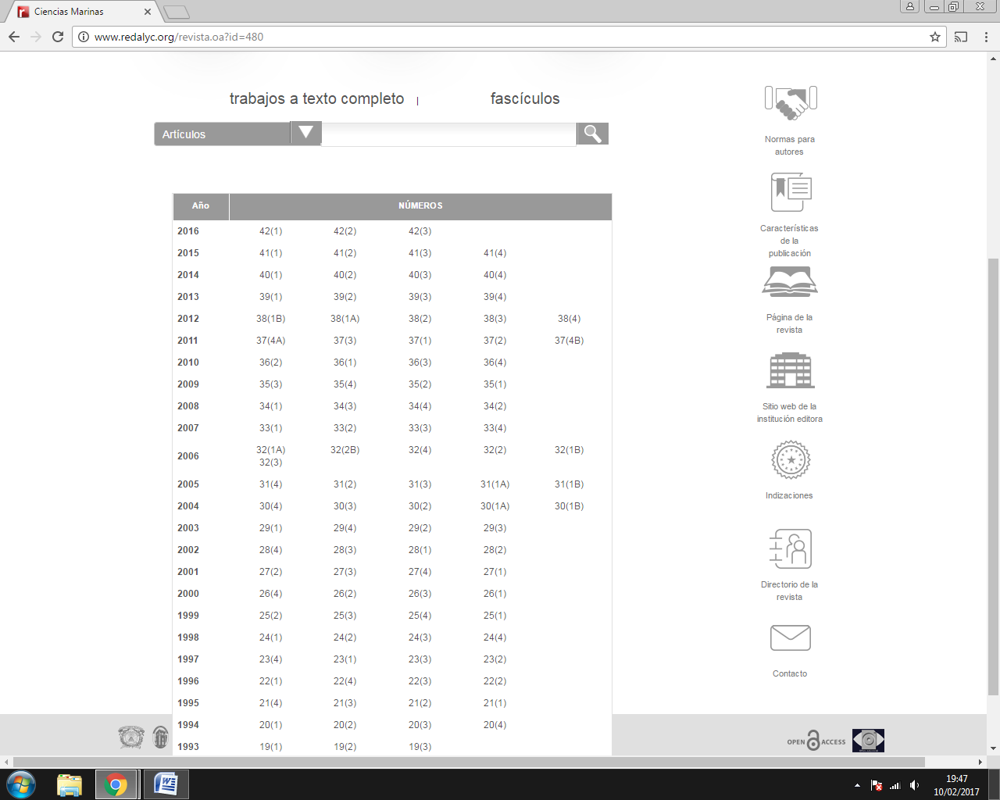 Ciencias Marinas
www.redalyc.org/revista.oa?id=480
trabajos a texto completo | fascículos
Artículos
Año NÚMEROS
2016 42(1) 42(2) 42(3)
2015 41(1) 41(2) 41(3) 41(4)
2014 40(1) 40(2) 40(3) 40(4)
2013 39(1) 39(2) 39(3) 39(4)
2012 38(1B) 38(1A) 38(2) 38(3) 38(4)
2011 37(4A) 37(3) 37(1) 37(2) 37(4B)
2010 36(2) 36(1) 36(3) 36(4)
2009 35(3) 35(4) 35(2) 35(1)
2008 34(1) 34(3) 34(4) 34(2)
2007 33(1) 33(2) 33(3) 33(4)
2006 32(1A) 32(2B) 32(4) 32(2) 32(1B)
32(3)
2005 31(4) 31(2) 31(3) 31(1A) 31(1B)
2004 30(4) 30(3) 30(2) 30(1A) 30(1B)
2003 29(1) 29(4) 29(2) 29(3)
2002 28(4) 28(3) 28(1) 28(2)
2001 27(2) 27(3) 27(4) 27(1)
2000 26(4) 26(2) 26(3) 26(1)
1999 25(2) 25(3) 25(4) 25(1)
1998 24(1) 24(2) 24(3) 24(4)
1997 23(4) 23(1) 23(3) 23(2)
1996 22(1) 22(4) 22(3) 22(2)
1995 21(4) 21(3) 21(2) 21(1)
1994 20(1) 20(2) 20(3) 20(4)
1993 19(1) 19(2) 19(3)
Normas para
autores
Características
de la
publicación
Página de la
revista
Sitio web de la
institución editora
Indizaciones
Directorio de la
revista
Contacto
OPEN ACCESS
19:47
10/02/2017